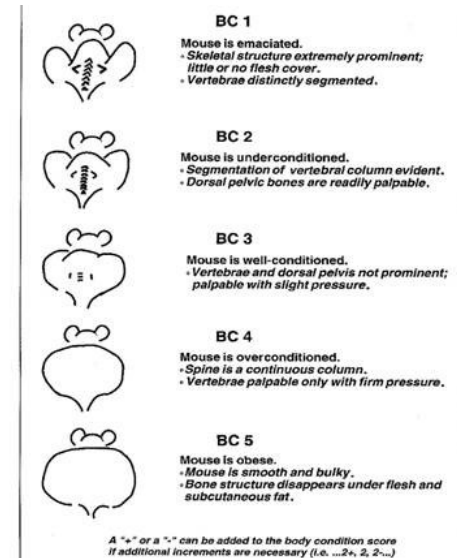 BC 1
Mouse is emaciated.
• Skeletal structure extremely prominent;
little or no flesh cover.
• Vertebrae distinctly segmented.
BC 2
Mouse is underconditioned.
• Segmentation of vertebral column evident.
• Dorsal pelvic bones are readily palpable.
BC 3
Mouse is well-conditioned.
• Vertebrae and dorsal pelvis not prominent;
palpable with slight pressure.
BC 4
Mouse is overconditioned.
• Spine is a continuous column.
• Vertebrae palpable only with firm pressure.
BC 5
Mouse is obese.
• Mouse is smooth and bulky.
• Bone structure disappears under flesh and
subcutaneous fat.
A "+" or a "-" can be added to the body condition score
if additional increments are necessary (i.e. ...2+, 2, 2-...)